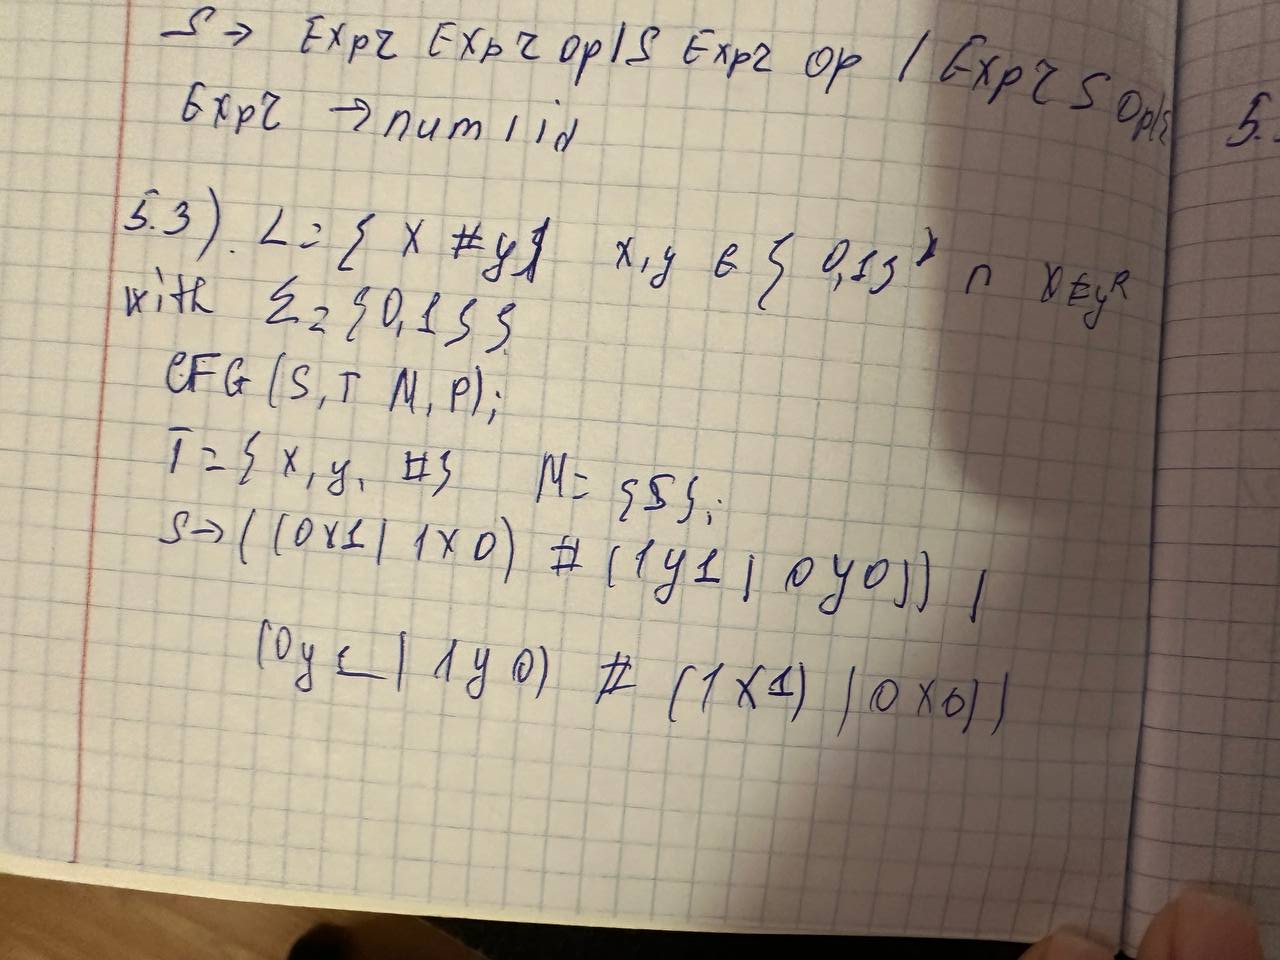 S → Expr Expr op | S Expr op | Expr S op | ε
Expr → num | id
5.
5.3). L = { x # y } x, y ∈ { 0,1 }* ∩ x ≠ y^R
with Σ = {0,1}}
CFG (S, T N, P);
T = { x, y, # } N = {S};
S → ((0x1 | 1x0) # (1y1 | 0y0)) |
(0y1 | 1y0) # (1x1) | 0x0))